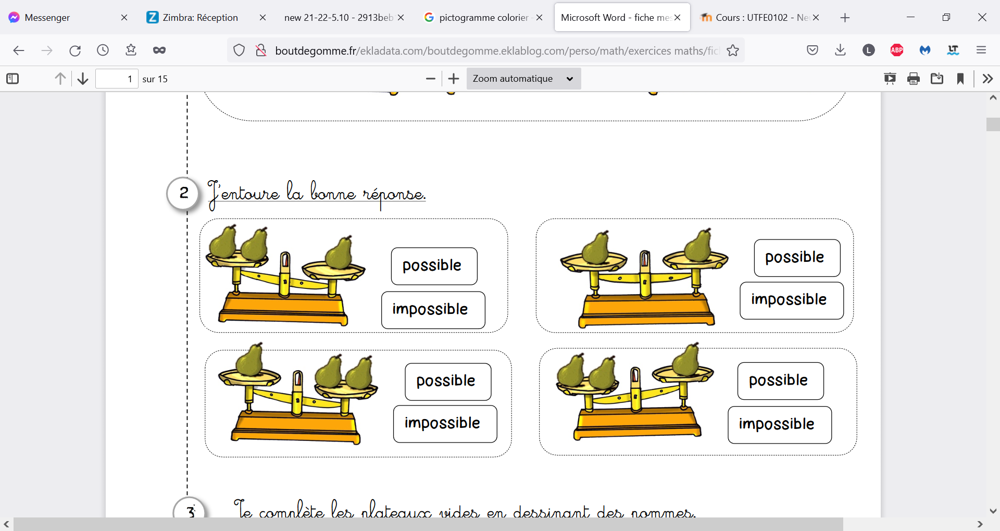 Messenger
Zimbra: Réception
new 21-22-5.10 - 2913beb
pictogramme colorier -
Microsoft Word - fiche mes
Cours : UTFE0102 - Ne
boutdegomme.fr/ekladata.com/boutdegomme.eklablog.com/perso/math/exercices maths/fic
L
ABP
LT
1 sur 15
Zoom automatique
2 J'entoure la bonne réponse.
possible
impossible
possible
impossible
possible
impossible
possible
impossible
3 Je complète les plateaux vides en dessinant des pommes.